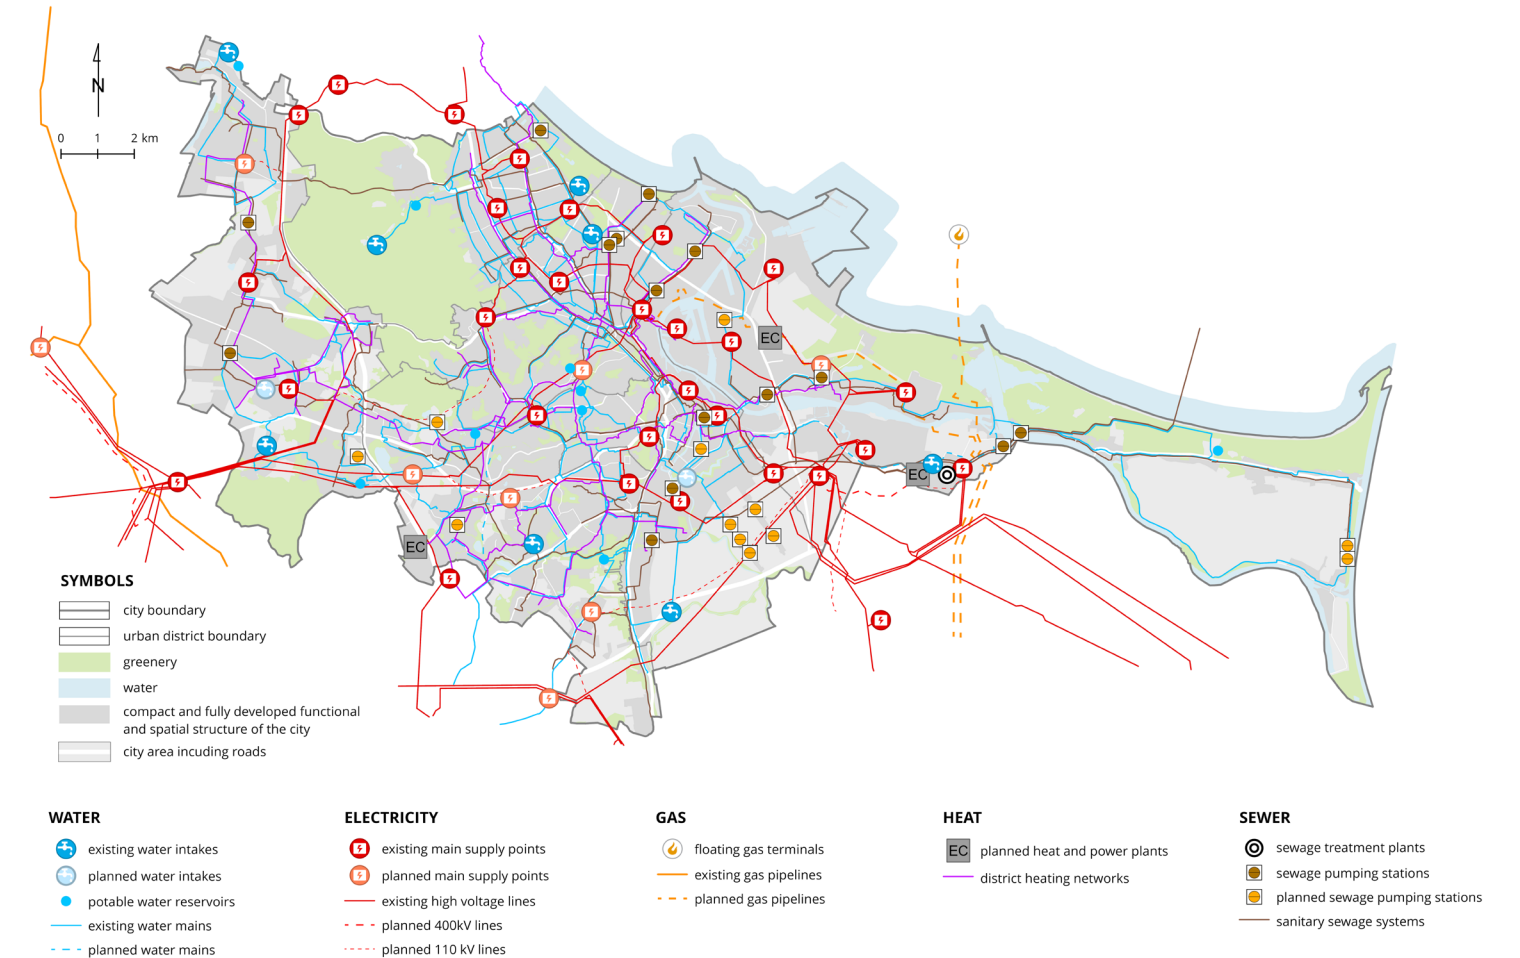 N
0 1 2 km
EC
EC
EC
SYMBOLS
city boundary
urban district boundary
greenery
water
compact and fully developed functional
and spatial structure of the city
city area incuding roads
WATER
existing water intakes
planned water intakes
potable water reservoirs
existing water mains
planned water mains
ELECTRICITY
existing main supply points
planned main supply points
existing high voltage lines
planned 400kV lines
planned 110 kV lines
GAS
floating gas terminals
existing gas pipelines
planned gas pipelines
HEAT
EC planned heat and power plants
district heating networks
SEWER
sewage treatment plants
sewage pumping stations
planned sewage pumping stations
sanitary sewage systems